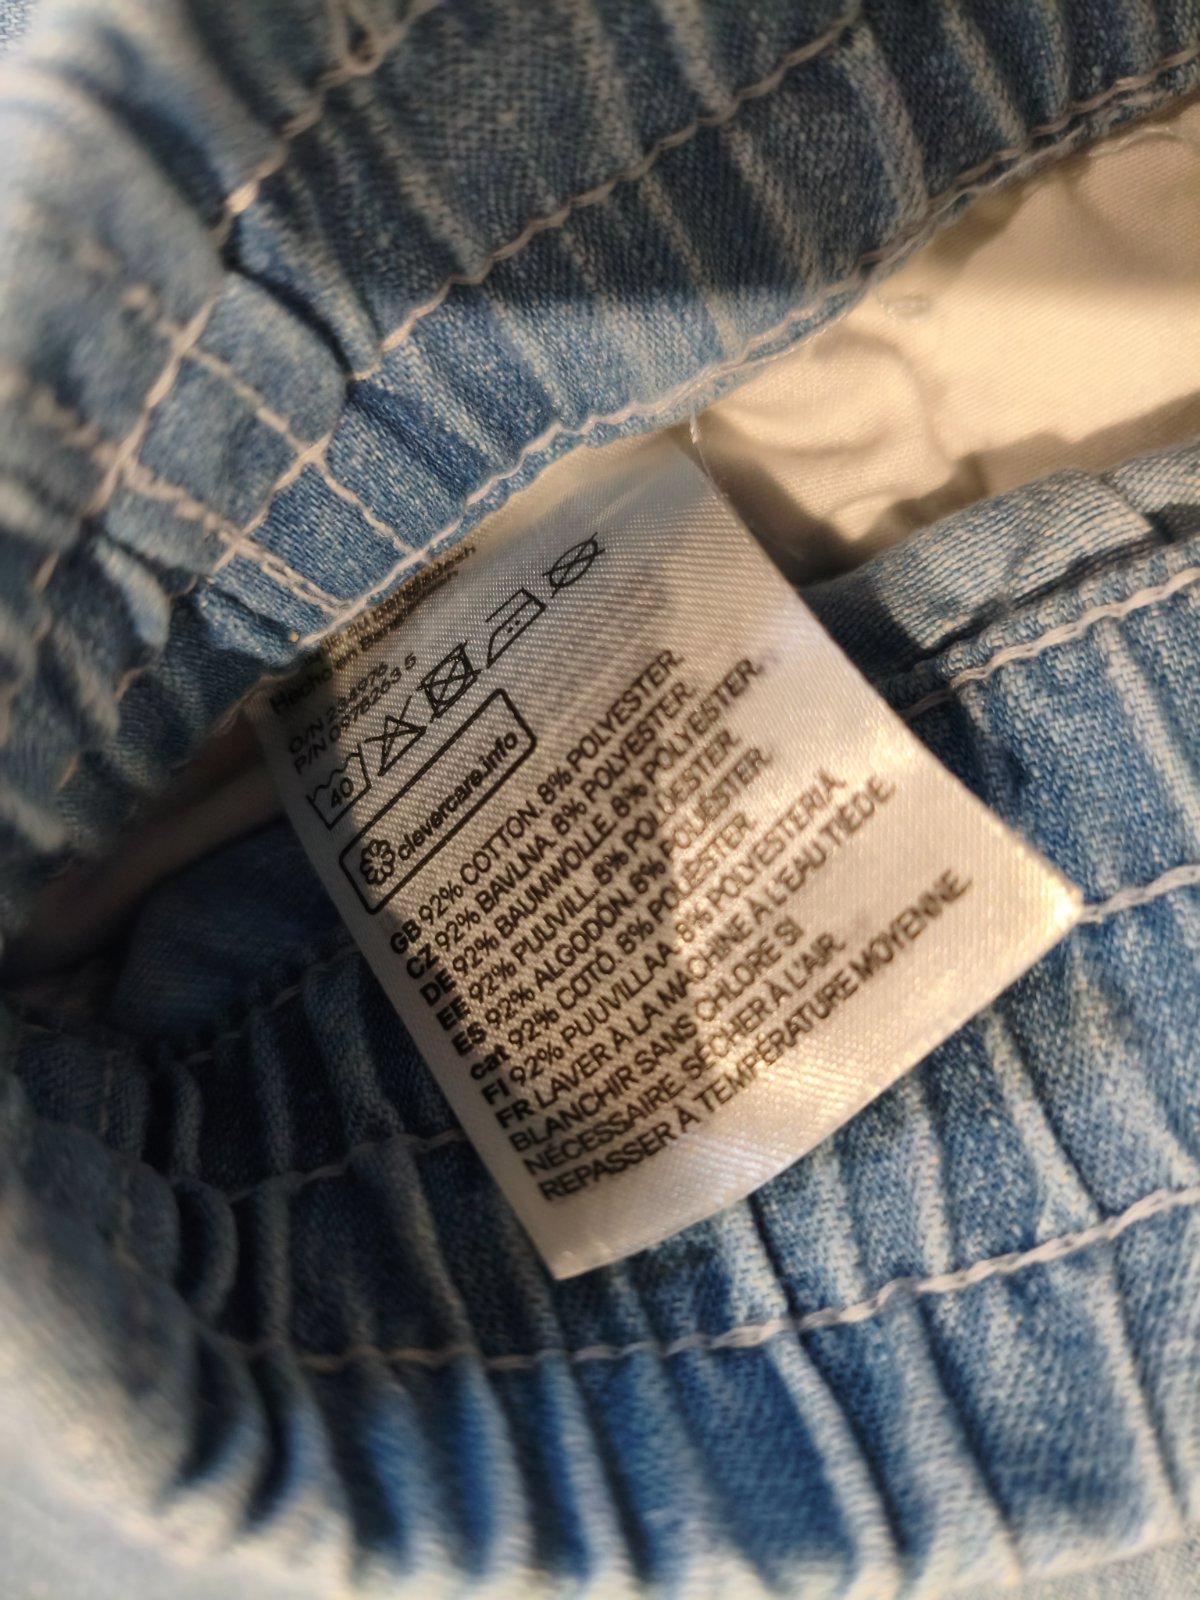 40
clevercare.info
GB 92% COTTON. 8% POLYESTER
CZ 92% BAVLNA. 8% POLYESTER.
DE 92% BAUMWOLLE. 8% POLYESTER.
EE 92% PUUVILL. 8% POLÜESTER
ES 92% ALGODÓN. 8% POLIÉSTER
cat 92% COTÓ. 8% POLIÈSTER
FI 92% PUUVILLAA. 8% POLYESTERIÄ
FR LAVER À LA MACHINE À L'EAU TIÈDE
BLANCHIR SANS CHLORE SI
NÉCESSAIRE. SÉCHER À L'AIR
REPASSER À TEMPÉRATURE MOYENNE.